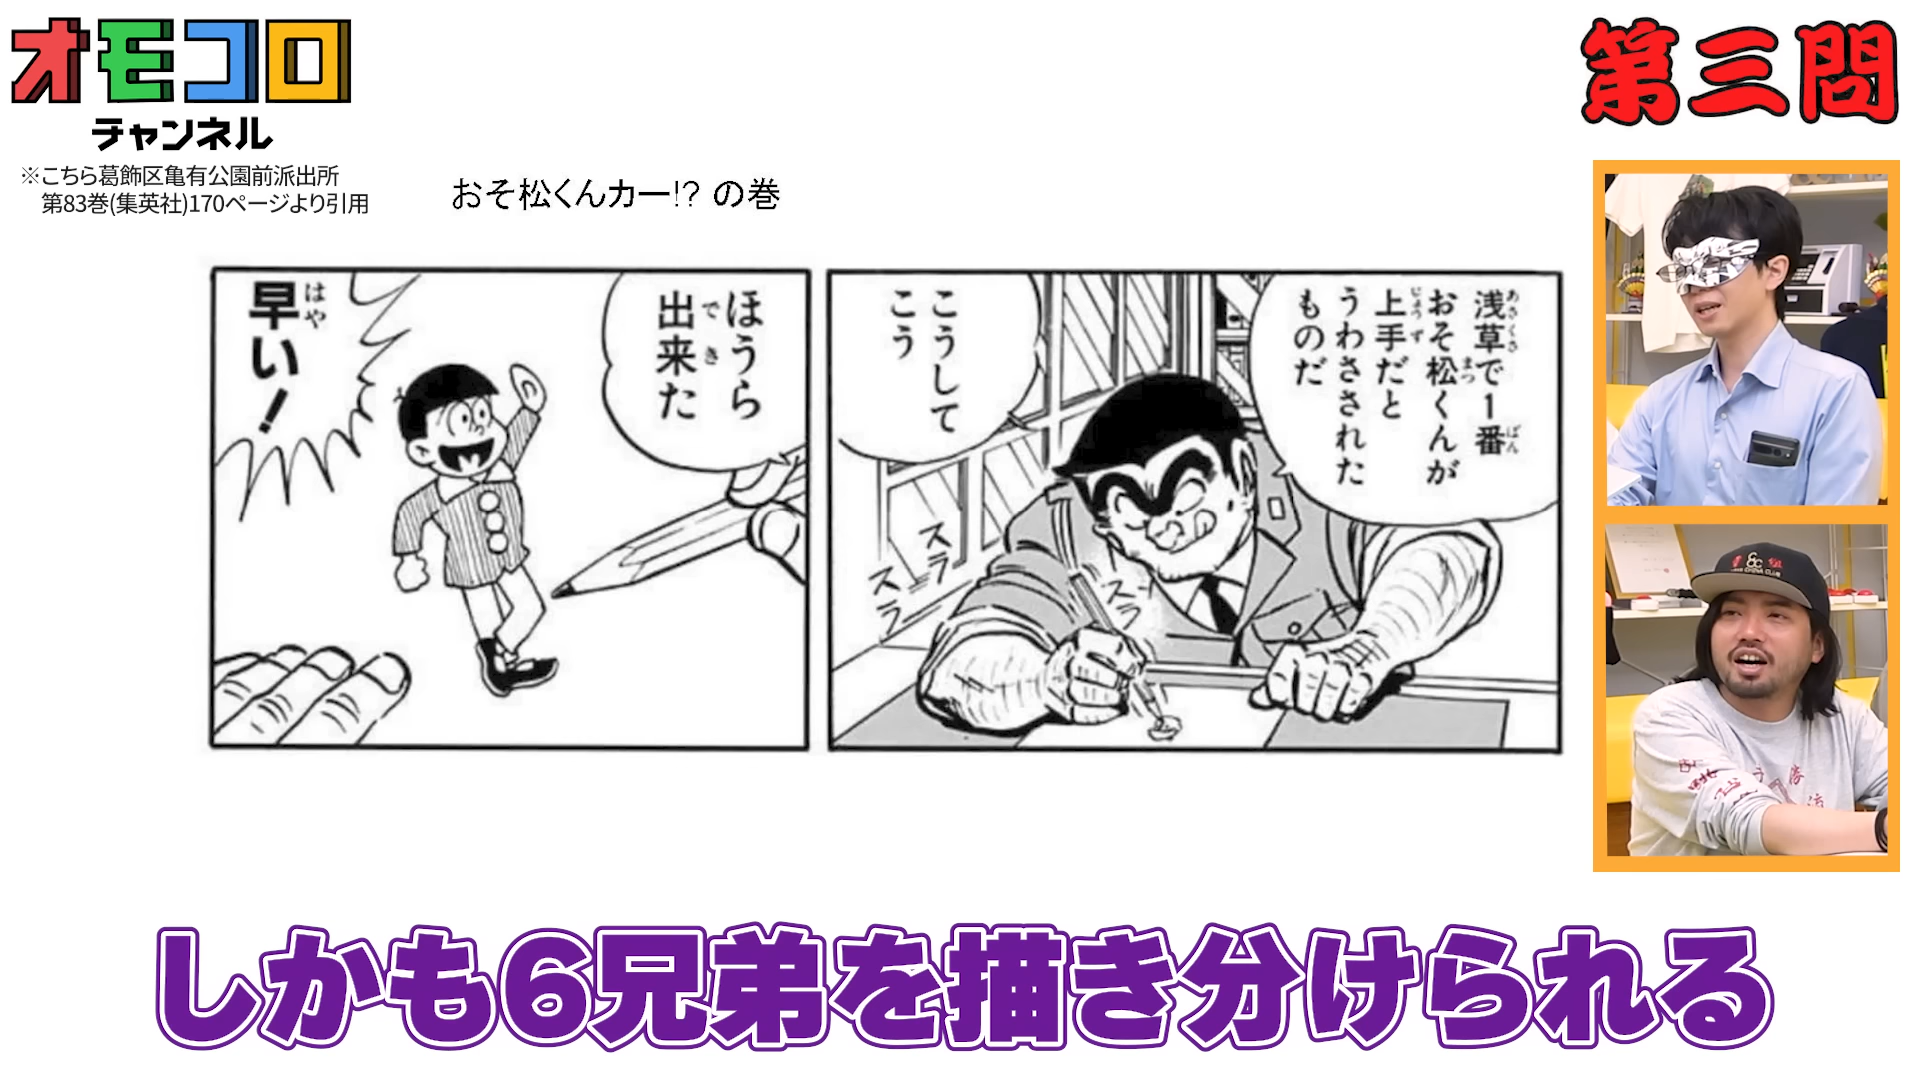 オモコロ
チャンネル
※こちら葛飾区亀有公園前派出所
第83巻(集英社)170ページより引用
第三問
おそ松くんカー!? の巻
浅草で1番
おそ松くんが
上手だと
うわさされた
ものだ
こうして
こう
スラ
スラ
スラ
ほうら
出来た
早い！
しかも6兄弟を描き分けられる